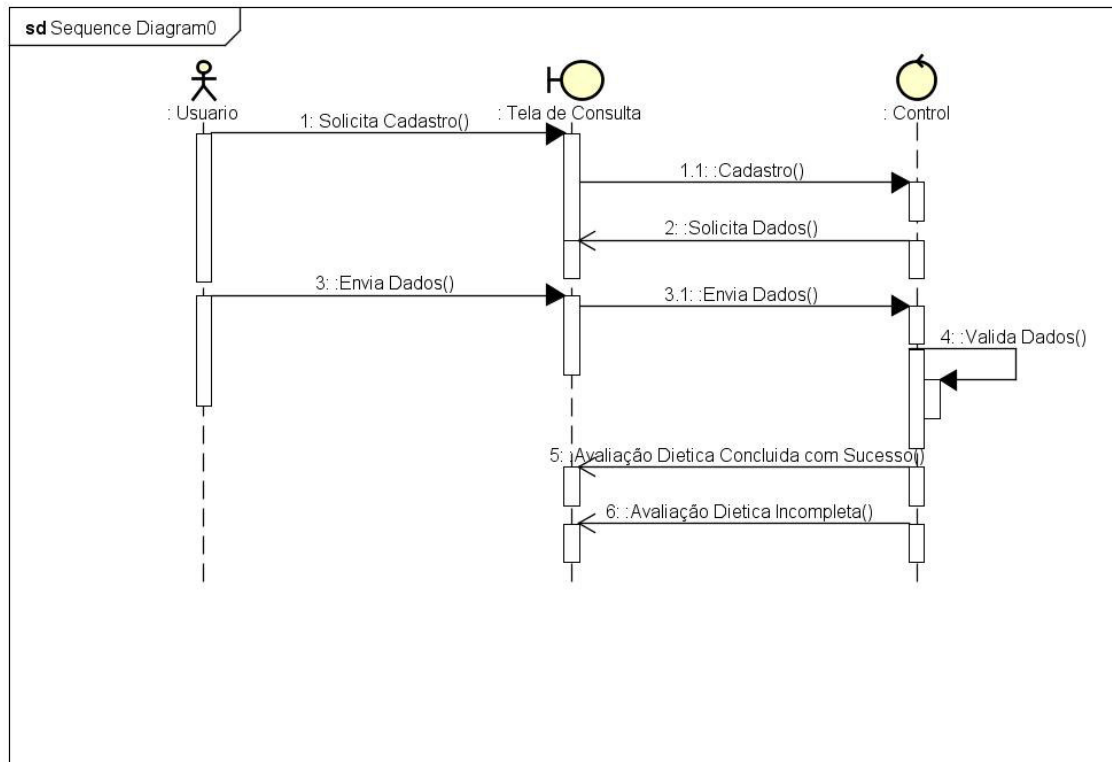 sd Sequence Diagram0
: Usuario
: Tela de Consulta
: Control
1: Solicita Cadastro()
1.1: :Cadastro()
2: :Solicita Dados()
3: :Envia Dados()
3.1: :Envia Dados()
4: :Valida Dados()
5: :Avaliação Dietica Concluida com Sucesso()
6: :Avaliação Dietica Incompleta()